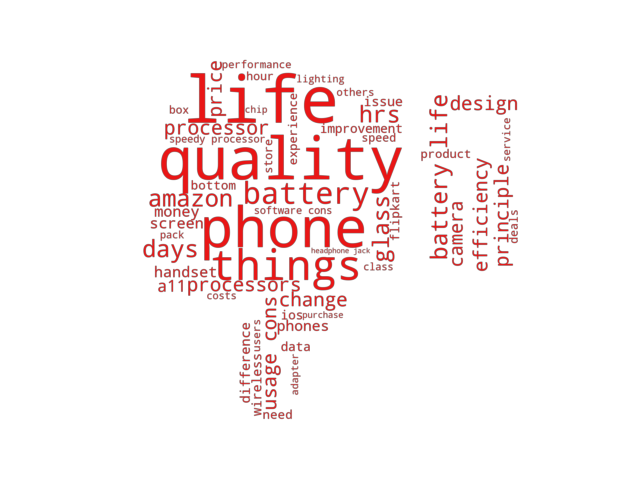 performance
price
hour
lighting
life
others
box
chip
experience
issue
hrs
processor
improvement
speedy processor
store
speed
quality
bottom
battery
amazon
money
software cons
screen
phone
glass
flipkart
pack
days
headphone jack
things
class
handset
a11
processors
costs
change
ios
purchase
phones
usage cons
difference
wireless
users
data
adapter
need
battery life
design
service
product
camera
efficiency
principle
deals